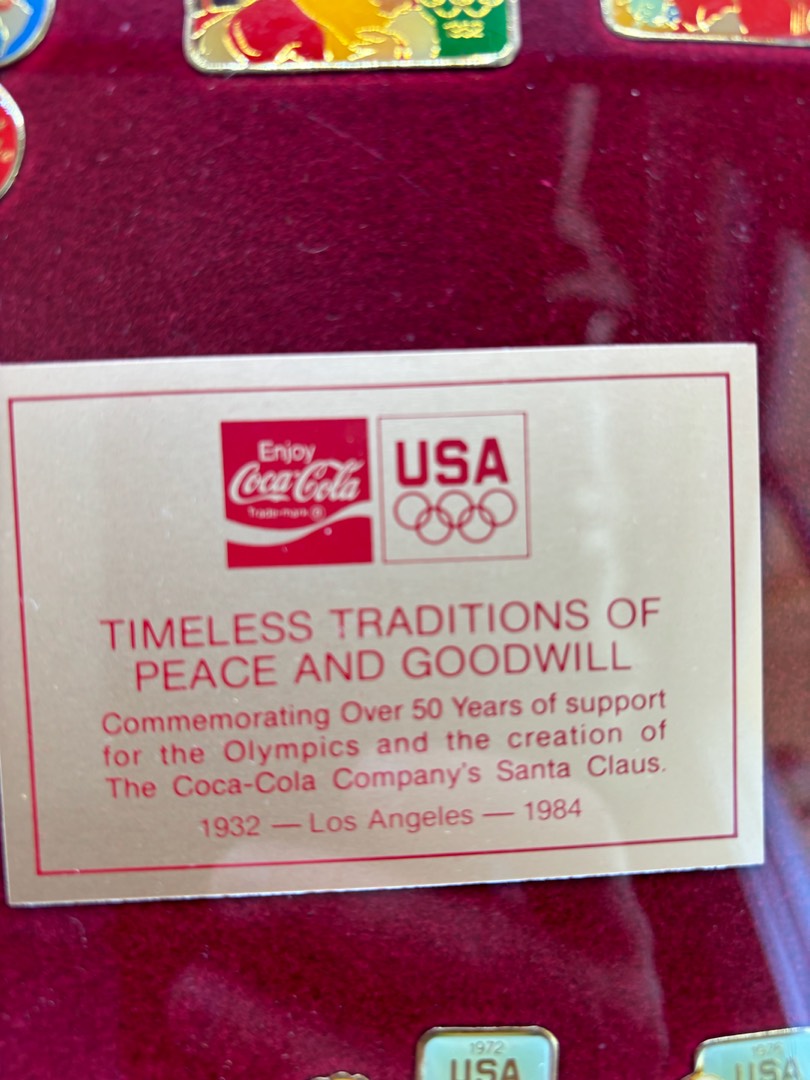 Enjoy
Coca-Cola
Trade-mark ®
USA
TIMELESS TRADITIONS OF
PEACE AND GOODWILL
Commemorating Over 50 Years of support
for the Olympics and the creation of
The Coca-Cola Company's Santa Claus.
1932 — Los Angeles — 1984
1972
USA
1976
USA